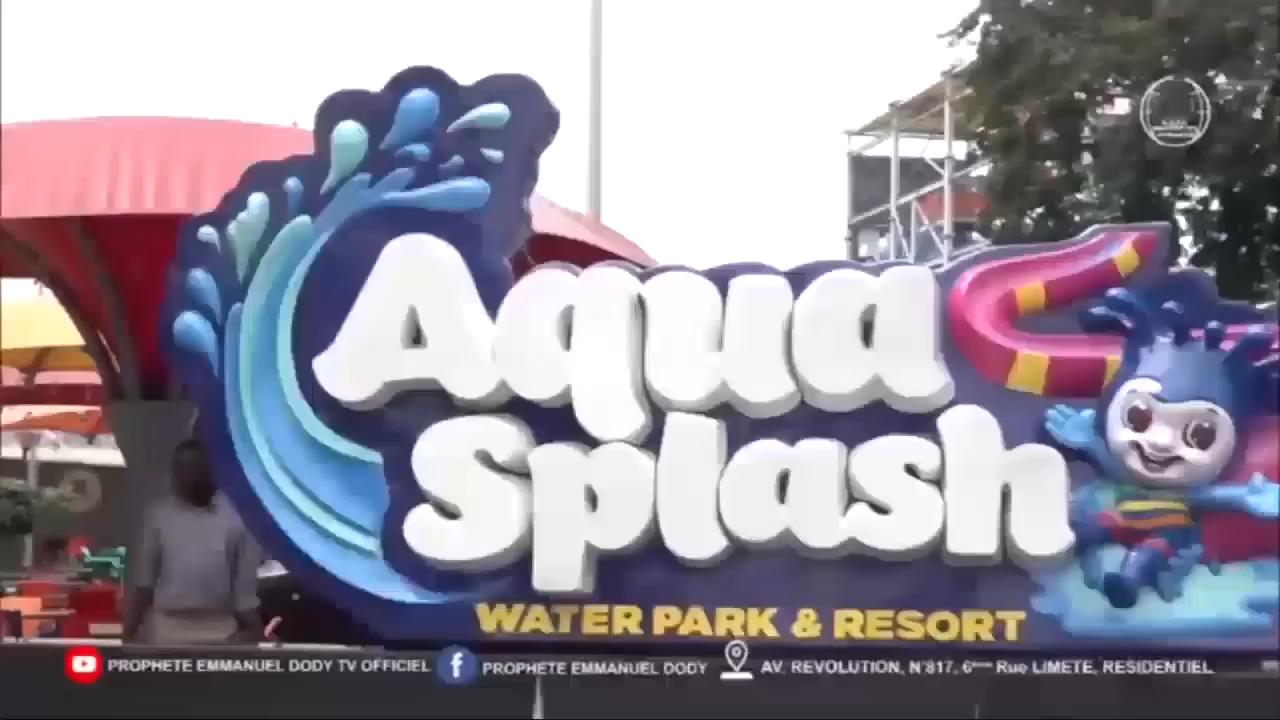 Aqua
Splash
WATER PARK & RESORT
PROPHETE EMMANUEL DODY TV OFFICIEL PROPHETE EMMANUEL DODY AV. REVOLUTION, N°817, 6ème Rue LIMETE, RESIDENTIEL